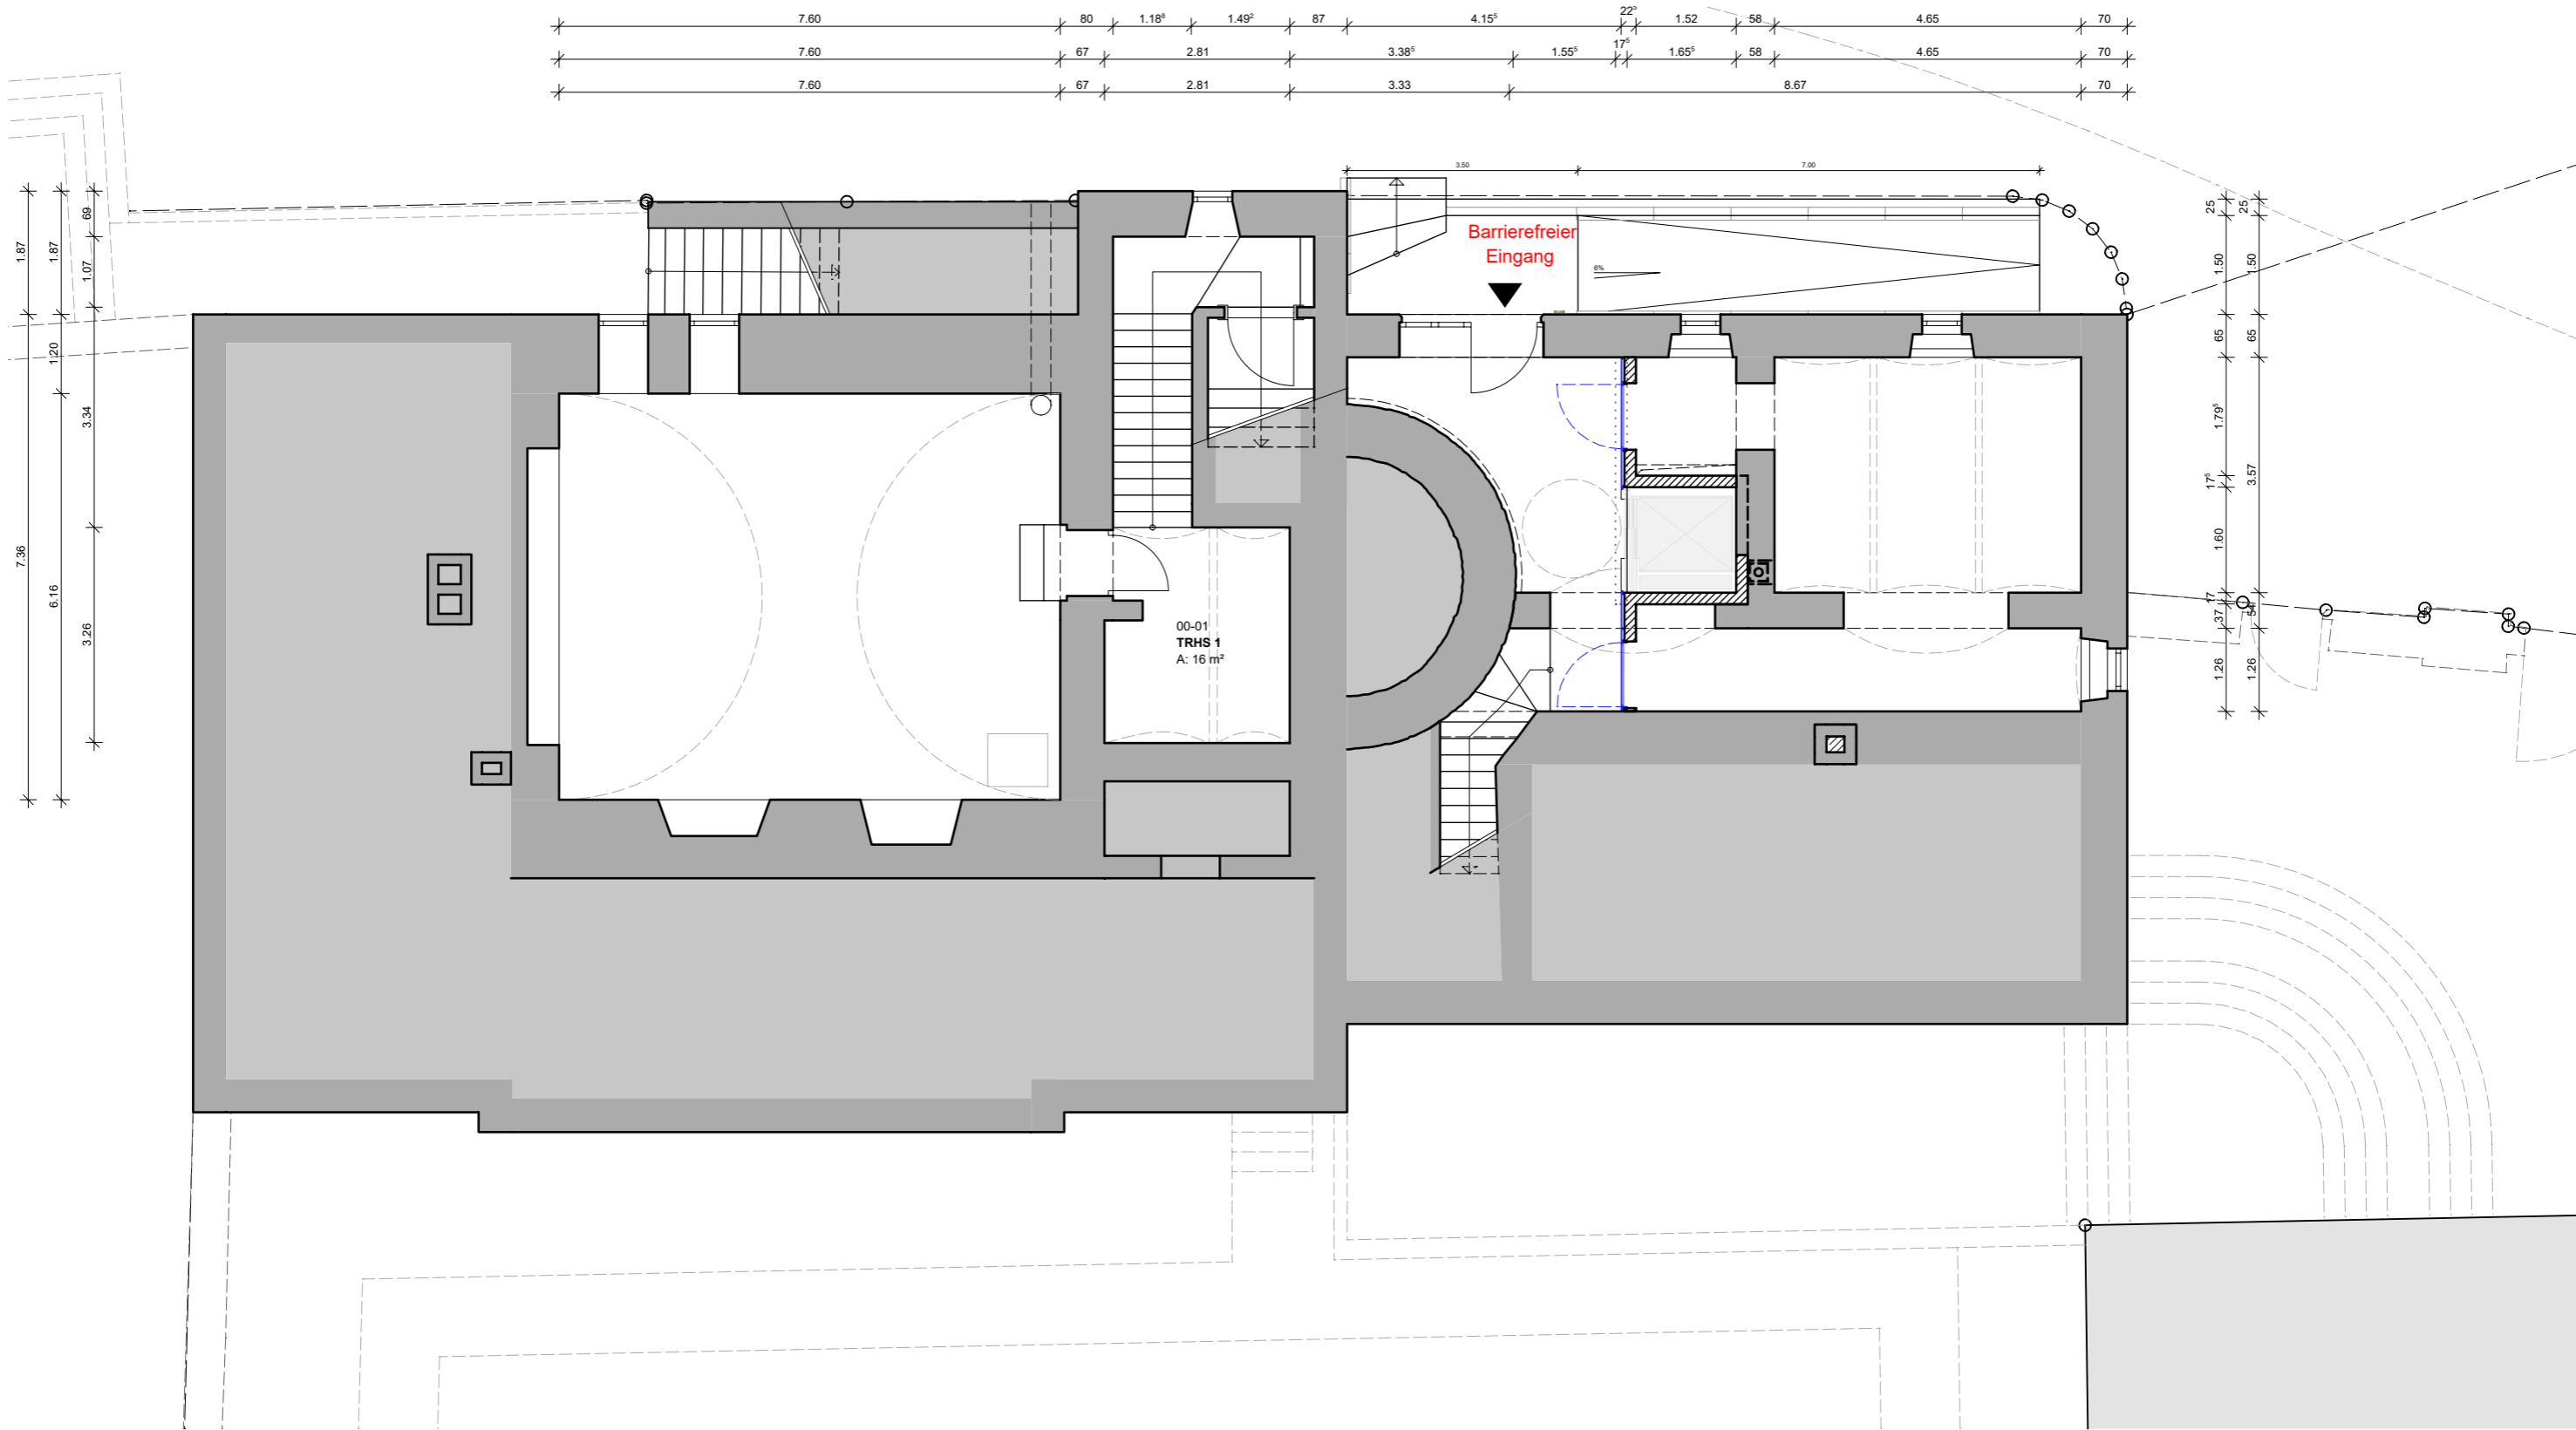 7.60 80 1.18⁸ 1.49² 87 4.15⁵ 22³ 1.52 58 4.65 70
7.60 67 2.81 3.38⁵ 1.55⁵ 17⁵ 1.65⁵ 58 4.65 70
7.60 67 2.81 3.33 8.67 70
3.50 7.00
1.87 7.36
1.87 1.20 6.16
69 1.07 3.34 3.26
Barrierefreier
Eingang
6%
00-01
TRHS 1
A: 16 m²
25 1.50 65 1.79⁵ 17⁵ 1.60 17 37 1.26
25 1.50 65 3.57 54 1.26